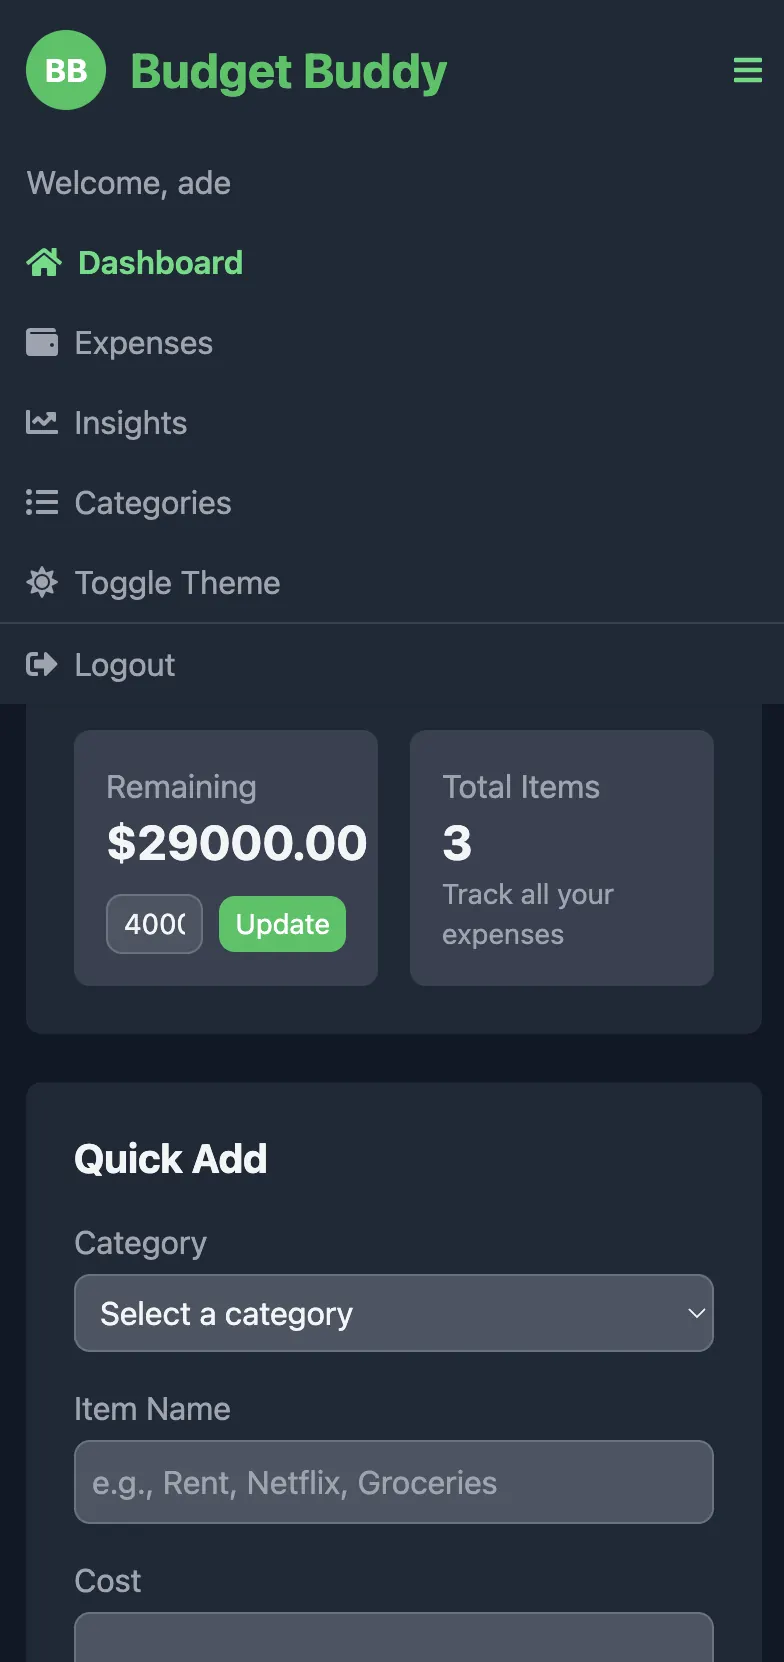 BB
Budget Buddy
Welcome, ade
Dashboard
Expenses
Insights
Categories
Toggle Theme
Logout
Remaining
$29000.00
Update
Total Items
3
Track all your
expenses
Quick Add
Category
Select a category
Item Name
e.g., Rent, Netflix, Groceries
Cost